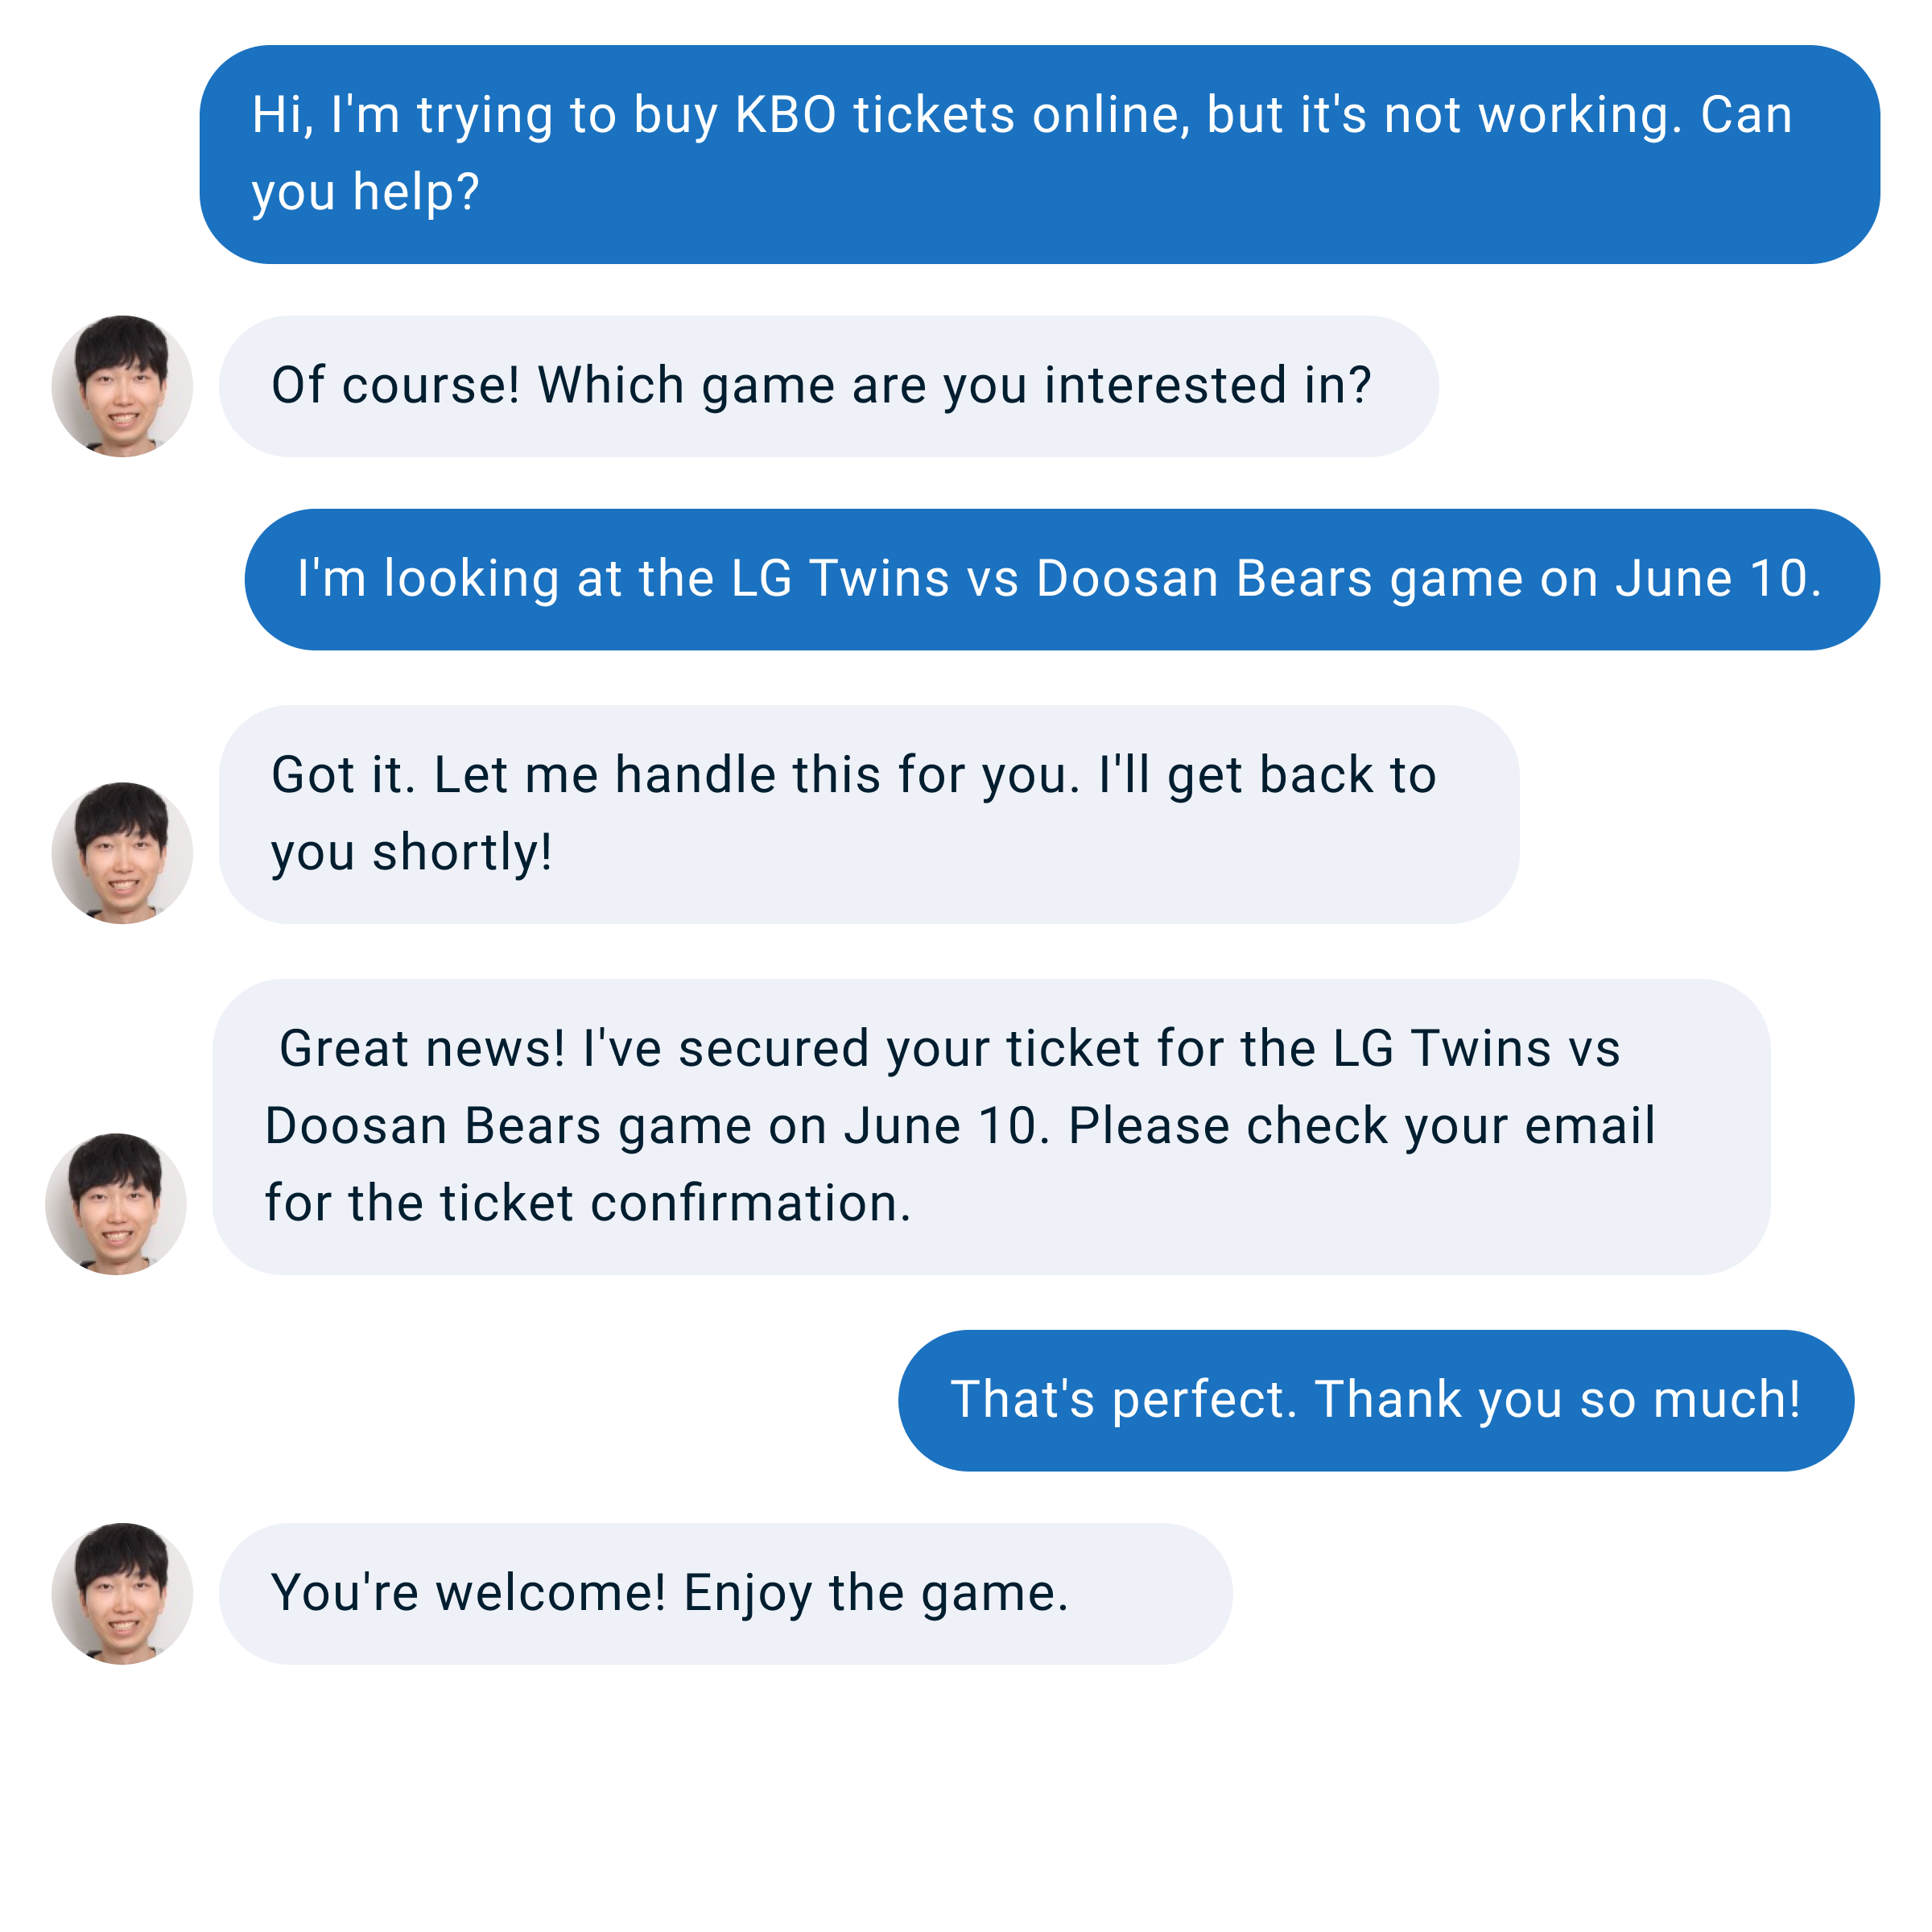 Hi, I'm trying to buy KBO tickets online, but it's not working. Can
you help?
Of course! Which game are you interested in?
I'm looking at the LG Twins vs Doosan Bears game on June 10.
Got it. Let me handle this for you. I'll get back to
you shortly!
Great news! I've secured your ticket for the LG Twins vs
Doosan Bears game on June 10. Please check your email
for the ticket confirmation.
That's perfect. Thank you so much!
You're welcome! Enjoy the game.